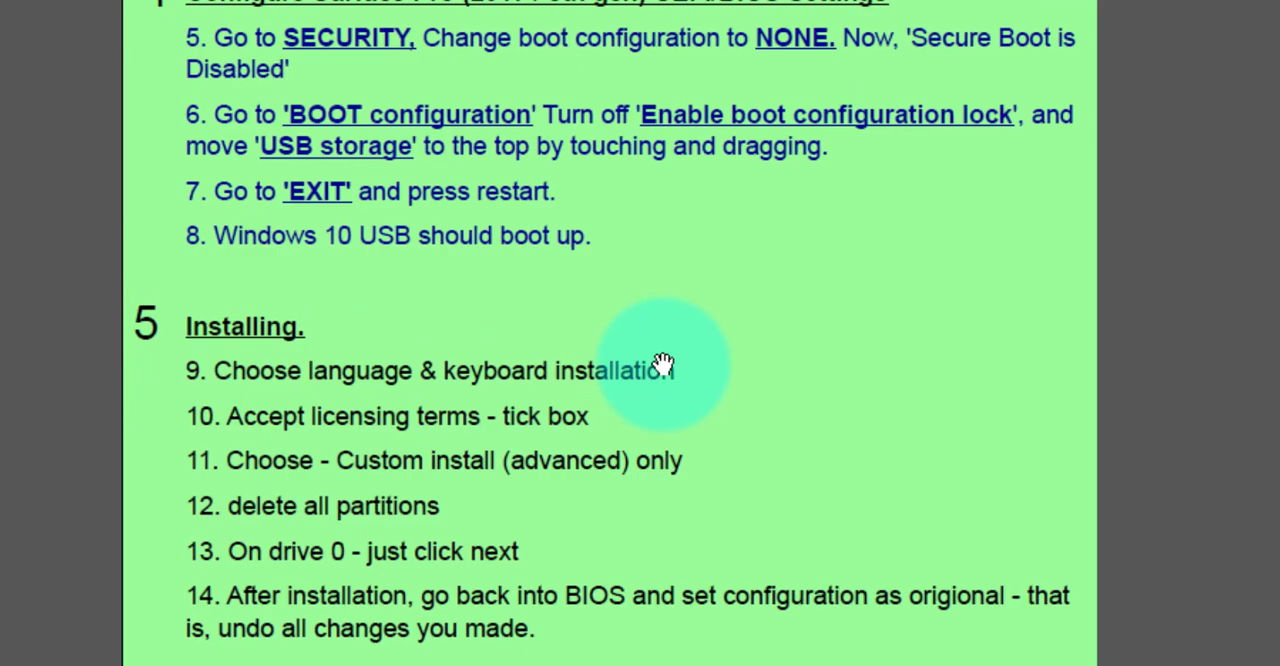 5. Go to SECURITY, Change boot configuration to NONE. Now, 'Secure Boot is
Disabled'
6. Go to 'BOOT configuration' Turn off 'Enable boot configuration lock', and
move 'USB storage' to the top by touching and dragging.
7. Go to 'EXIT' and press restart.
8. Windows 10 USB should boot up.
5 Installing.
9. Choose language & keyboard installation
10. Accept licensing terms - tick box
11. Choose - Custom install (advanced) only
12. delete all partitions
13. On drive 0 - just click next
14. After installation, go back into BIOS and set configuration as origional - that
is, undo all changes you made.